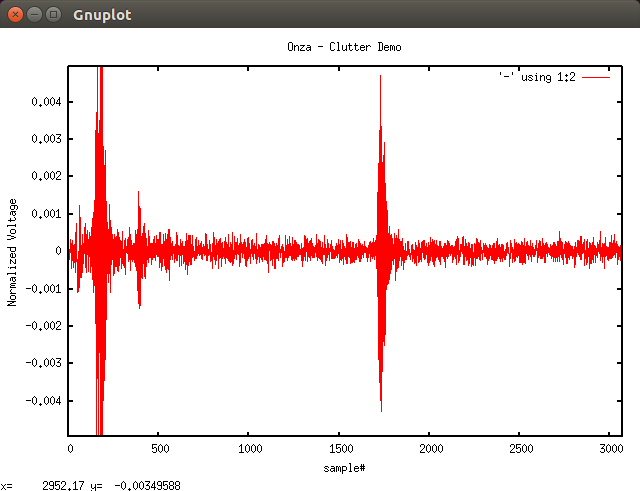 Gnuplot
Onza - Clutter Demo
'-' using 1:2
0.004
0.003
0.002
0.001
0
-0.001
-0.002
-0.003
-0.004
Normalized Voltage
0 500 1000 1500 2000 2500 3000
sample#
x= 2952.17 y= -0.00349588